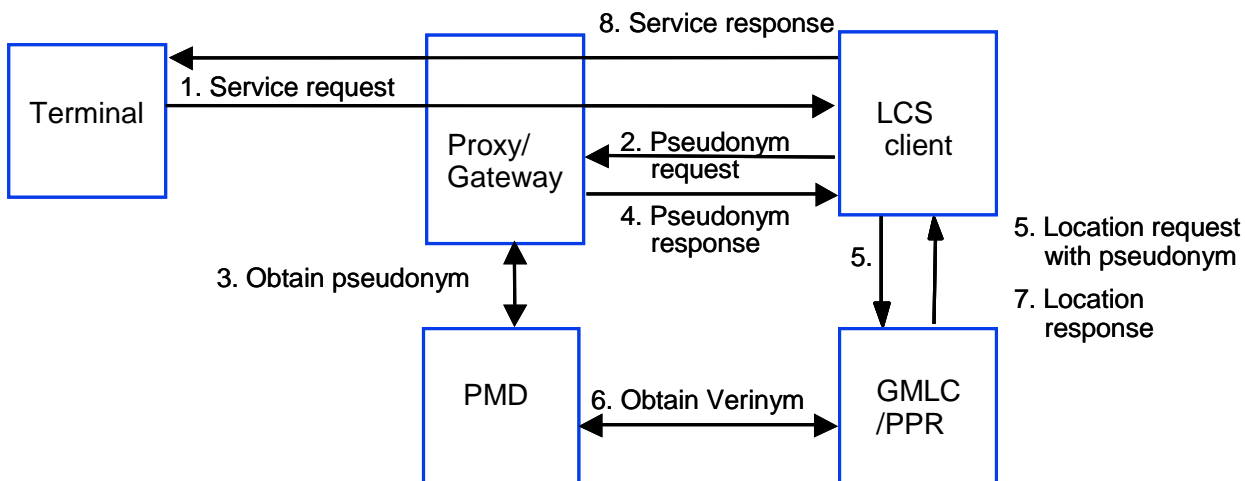 8. Service response
1. Service request
Terminal
Proxy/
Gateway
LCS
client
2. Pseudonym
request
4. Pseudonym
response
3. Obtain pseudonym
5.
5. Location request
with pseudonym
7. Location
response
PMD
6. Obtain Verinym
GMLC
/PPR